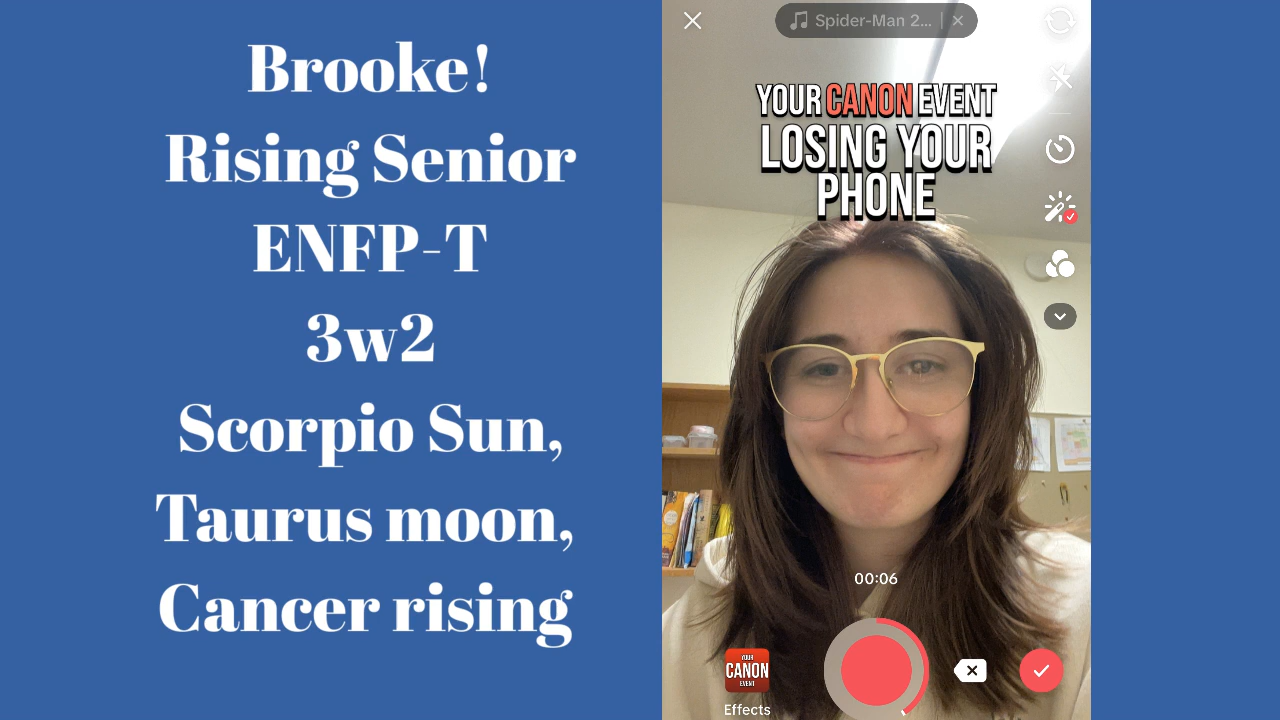 Brooke!
Rising Senior
ENFP-T
3w2
Scorpio Sun,
Taurus moon,
Cancer rising
Spider-Man 2...
YOUR CANON EVENT
LOSING YOUR
PHONE
00:06
YOUR
CANON
EVENT
Effects